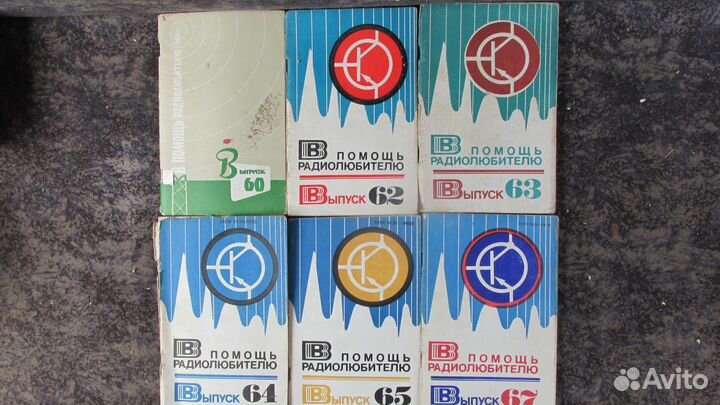 В ПОМОЩЬ РАДИОЛЮБИТЕЛЮ
Выпуск
60
В ПОМОЩЬ
РАДИОЛЮБИТЕЛЮ
Выпуск 62
В ПОМОЩЬ
РАДИОЛЮБИТЕЛЮ
Выпуск 63
В ПОМОЩЬ
РАДИОЛЮБИТЕЛЮ
Выпуск 64
В ПОМОЩЬ
РАДИОЛЮБИТЕЛЮ
Выпуск 65
В ПОМОЩЬ
РАДИОЛЮБИТЕЛЮ
Выпуск 67
Avito